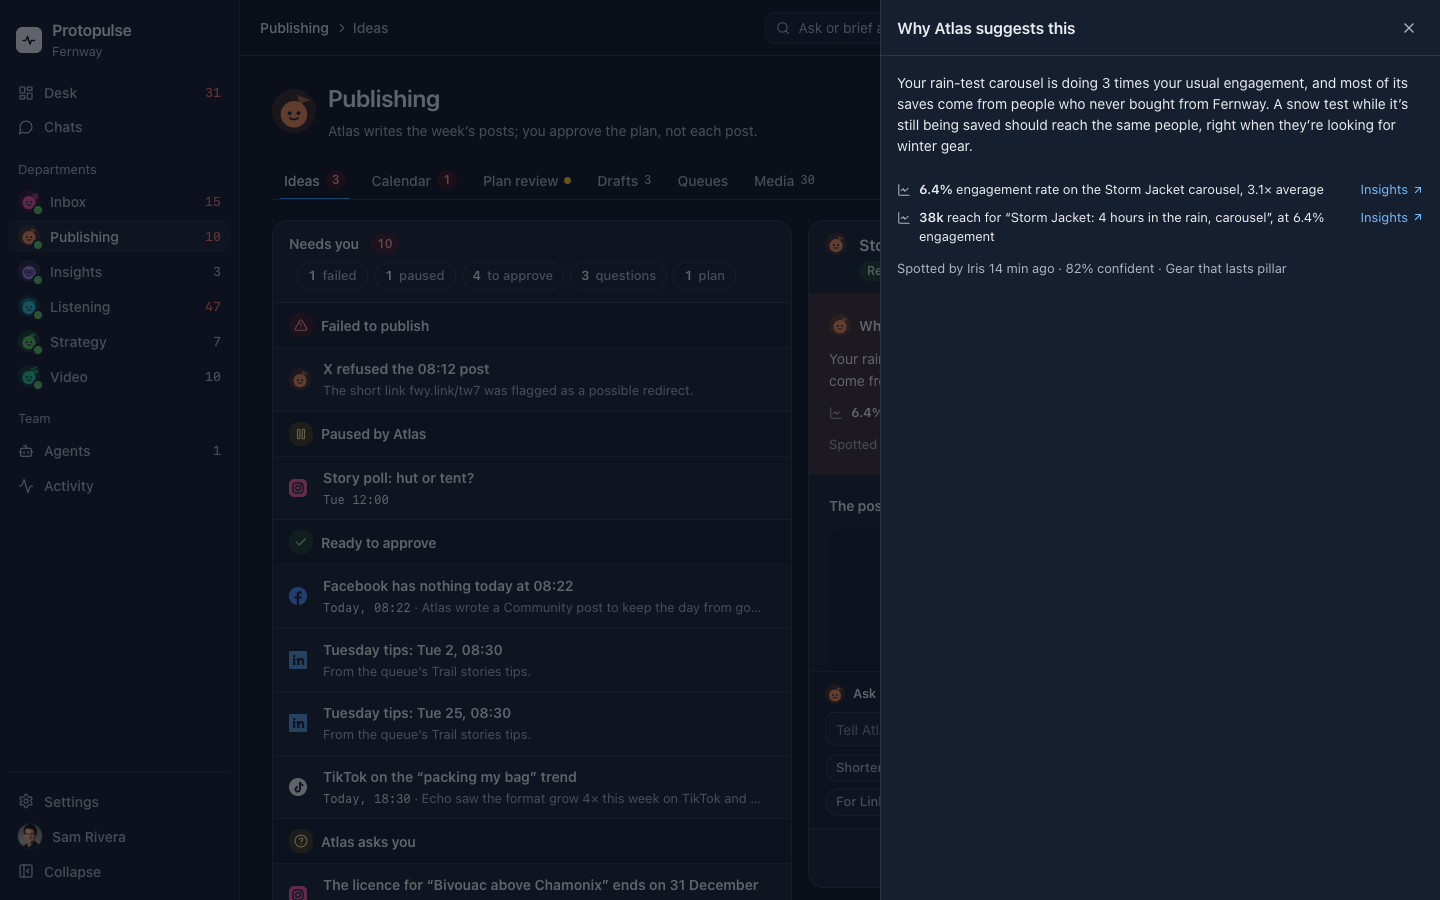 Protopulse
Fernway
Desk 31
Chats
Departments
Inbox 15
Publishing 10
Insights 3
Listening 47
Strategy 7
Video 10
Team
Agents 1
Activity
Settings
Sam Rivera
Collapse
Publishing > Ideas
Ask or brief a
Publishing
Atlas writes the week's posts; you approve the plan, not each post.
Ideas 3 Calendar 1 Plan review Drafts 3 Queues Media 30
Needs you 10
1 failed 1 paused 4 to approve 3 questions 1 plan
Failed to publish
X refused the 08:12 post
The short link fwy.link/tw7 was flagged as a possible redirect.
Paused by Atlas
Story poll: hut or tent?
Tue 12:00
Ready to approve
Facebook has nothing today at 08:22
Today, 08:22 · Atlas wrote a Community post to keep the day from go…
Tuesday tips: Tue 2, 08:30
From the queue's Trail stories tips.
Tuesday tips: Tue 25, 08:30
From the queue's Trail stories tips.
TikTok on the “packing my bag” trend
Today, 18:30 · Echo saw the format grow 4× this week on TikTok and …
Atlas asks you
The licence for “Bivouac above Chamonix” ends on 31 December
Sto
Re
Wh
Your rai
come fr
6.4%
Spotted
The pos
Ask
Tell Atl
Shorter
For Lin
Why Atlas suggests this
Your rain-test carousel is doing 3 times your usual engagement, and most of its
saves come from people who never bought from Fernway. A snow test while it’s
still being saved should reach the same people, right when they’re looking for
winter gear.
6.4% engagement rate on the Storm Jacket carousel, 3.1× average Insights ↗
38k reach for “Storm Jacket: 4 hours in the rain, carousel”, at 6.4% Insights ↗
engagement
Spotted by Iris 14 min ago · 82% confident · Gear that lasts pillar